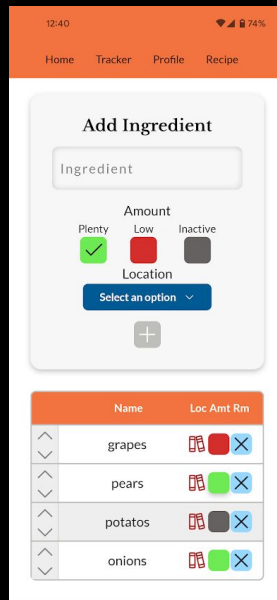 12:40 74%
Home Tracker Profile Recipe
Add Ingredient
Ingredient
Amount
Plenty Low Inactive
Location
Select an option
Name Loc Amt Rm
grapes
pears
potatos
onions